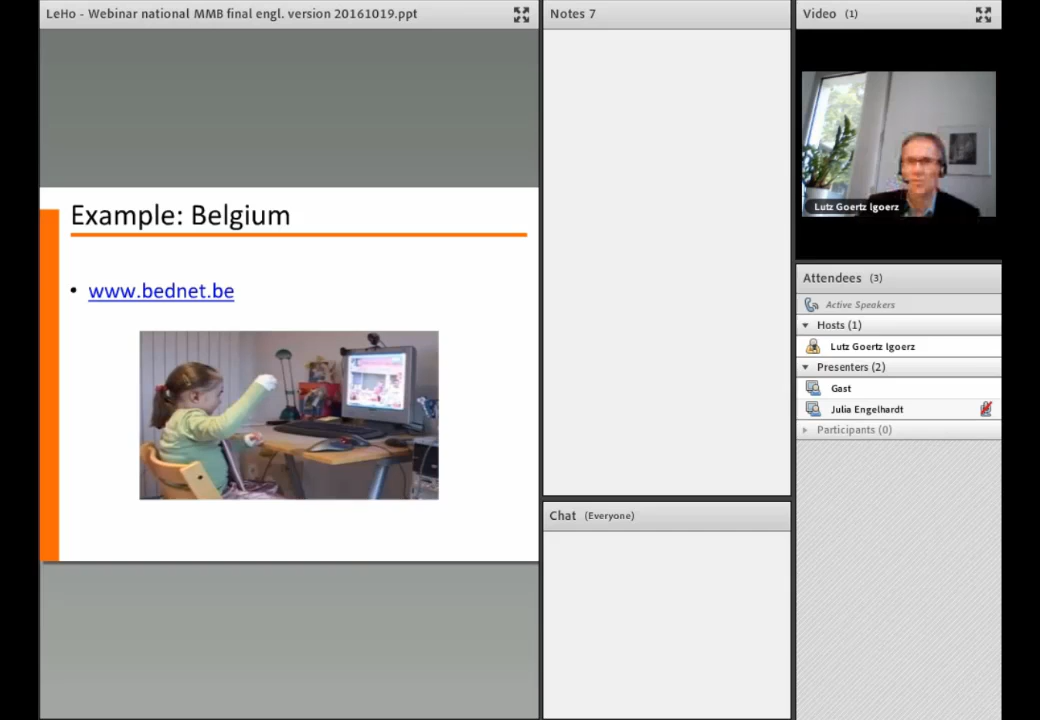 LeHo - Webinar national MMB final engl. version 20161019.ppt
Example: Belgium
• www.bednet.be
Notes 7
Chat (Everyone)
Video (1)
Lutz Goertz lgoerz
Attendees (3)
Active Speakers
Hosts (1)
Lutz Goertz lgoerz
Presenters (2)
Gast
Julia Engelhardt
Participants (0)